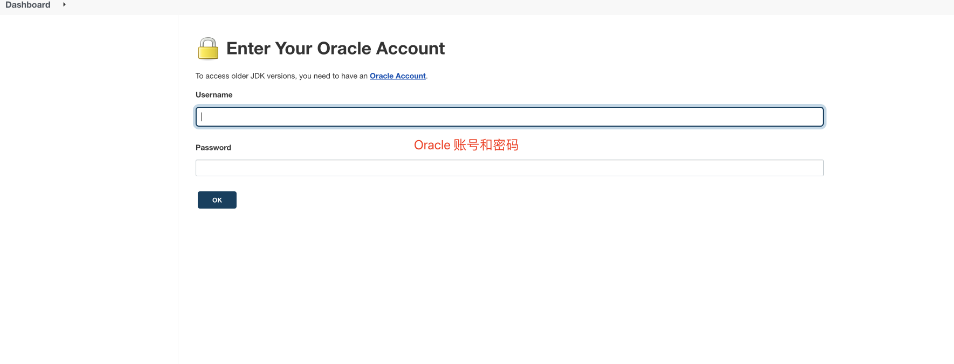 Dashboard
Enter Your Oracle Account
To access older JDK versions, you need to have an Oracle Account.
Username
Oracle 账号和密码
Password
OK